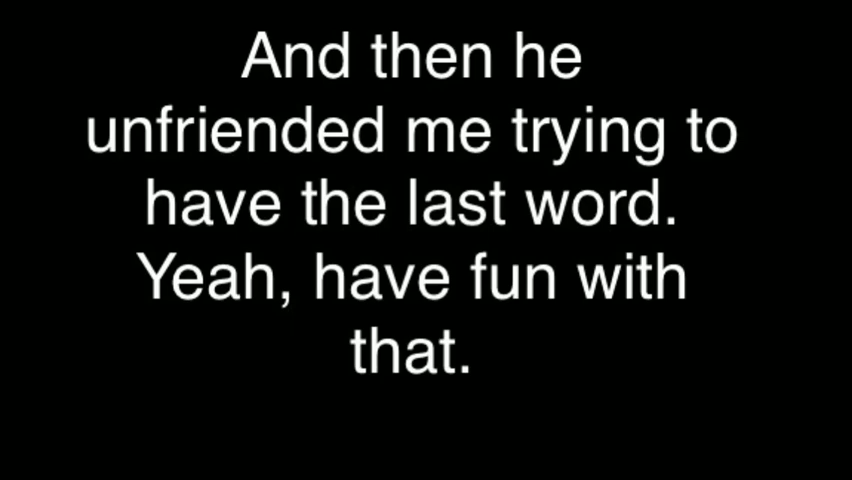 And then he
unfriended me trying to
have the last word.
Yeah, have fun with
that.